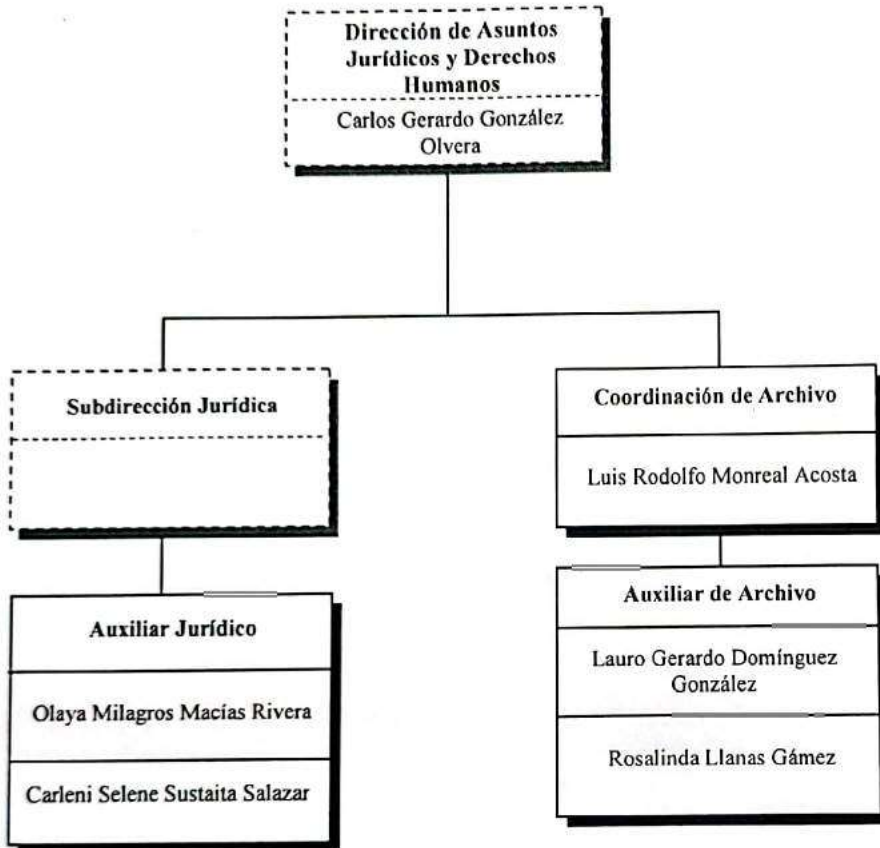 Dirección de Asuntos
Jurídicos y Derechos
Humanos
Carlos Gerardo González
Olvera
Subdirección Jurídica
Auxiliar Jurídico
Olaya Milagros Macías Rivera
Carleni Selene Sustaita Salazar
Coordinación de Archivo
Luis Rodolfo Monreal Acosta
Auxiliar de Archivo
Lauro Gerardo Domínguez
González
Rosalinda Llanas Gámez